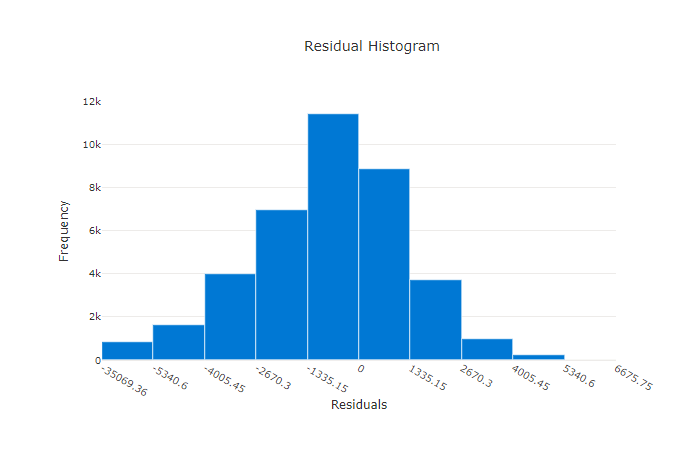 Residual Histogram
12k
10k
8k
6k
4k
2k
0
Frequency
-35069.36
-5340.6
-4005.45
-2670.3
-1335.15
0
1335.15
2670.3
4005.45
5340.6
6675.75
Residuals